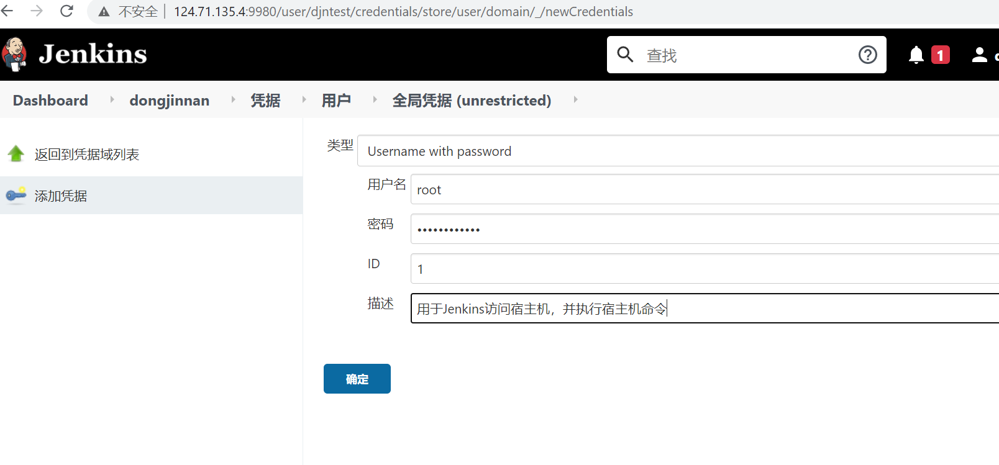 不安全 124.71.135.4:9980/user/djntest/credentials/store/user/domain/_/newCredentials
Jenkins 查找 1
Dashboard dongjinnan 凭据 用户 全局凭据 (unrestricted)
返回到凭据域列表
添加凭据
类型 Username with password
用户名 root
密码 ••••••••••••
ID 1
描述 用于Jenkins访问宿主机，并执行宿主机命令
确定